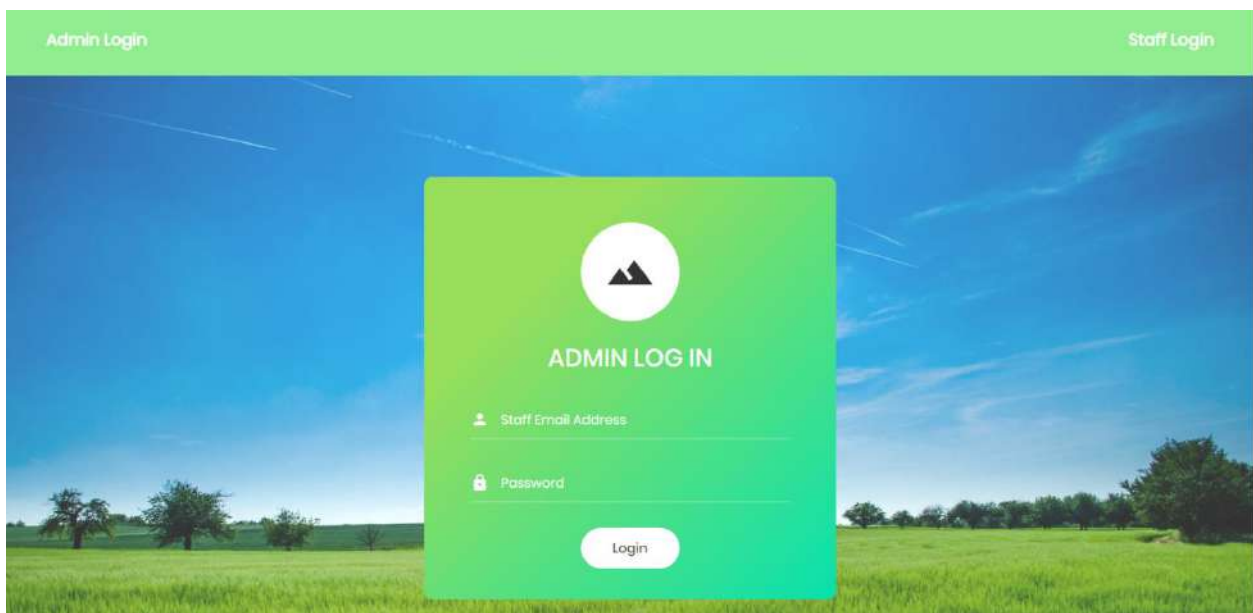 Admin Login
Staff Login
ADMIN LOG IN
Staff Email Address
Password
Login